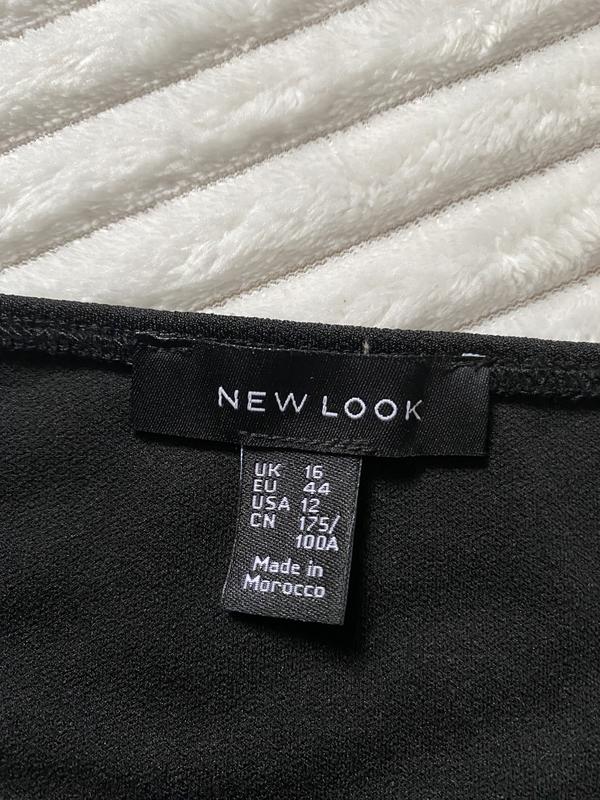 NEW LOOK
UK 16
EU 44
USA 12
CN 175/
100A
Made in
Morocco